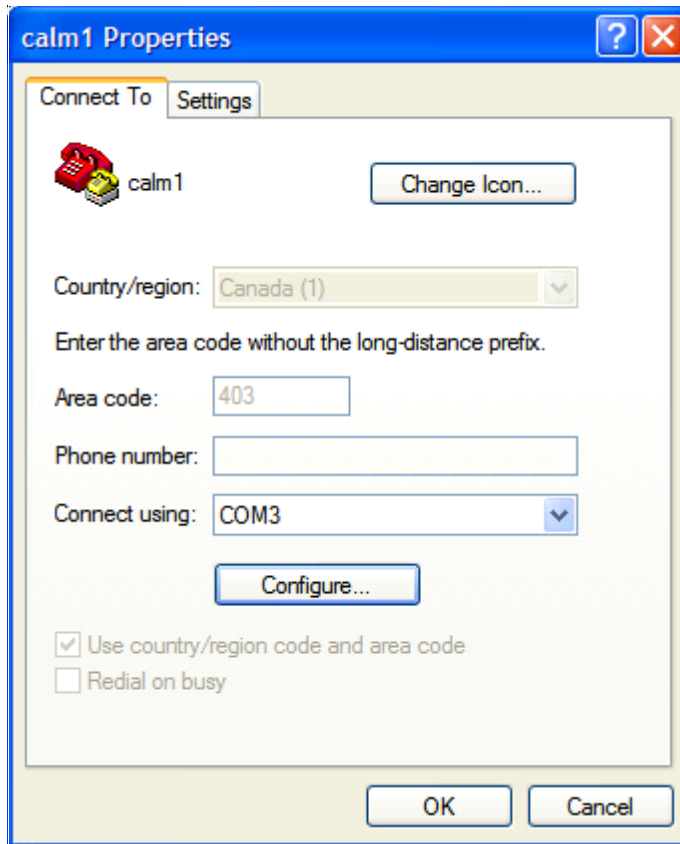 calm1 Properties
Connect To Settings
calm1 Change Icon...
Country/region: Canada (1)
Enter the area code without the long-distance prefix.
Area code: 403
Phone number:
Connect using: COM3
Configure...
Use country/region code and area code
Redial on busy
OK Cancel